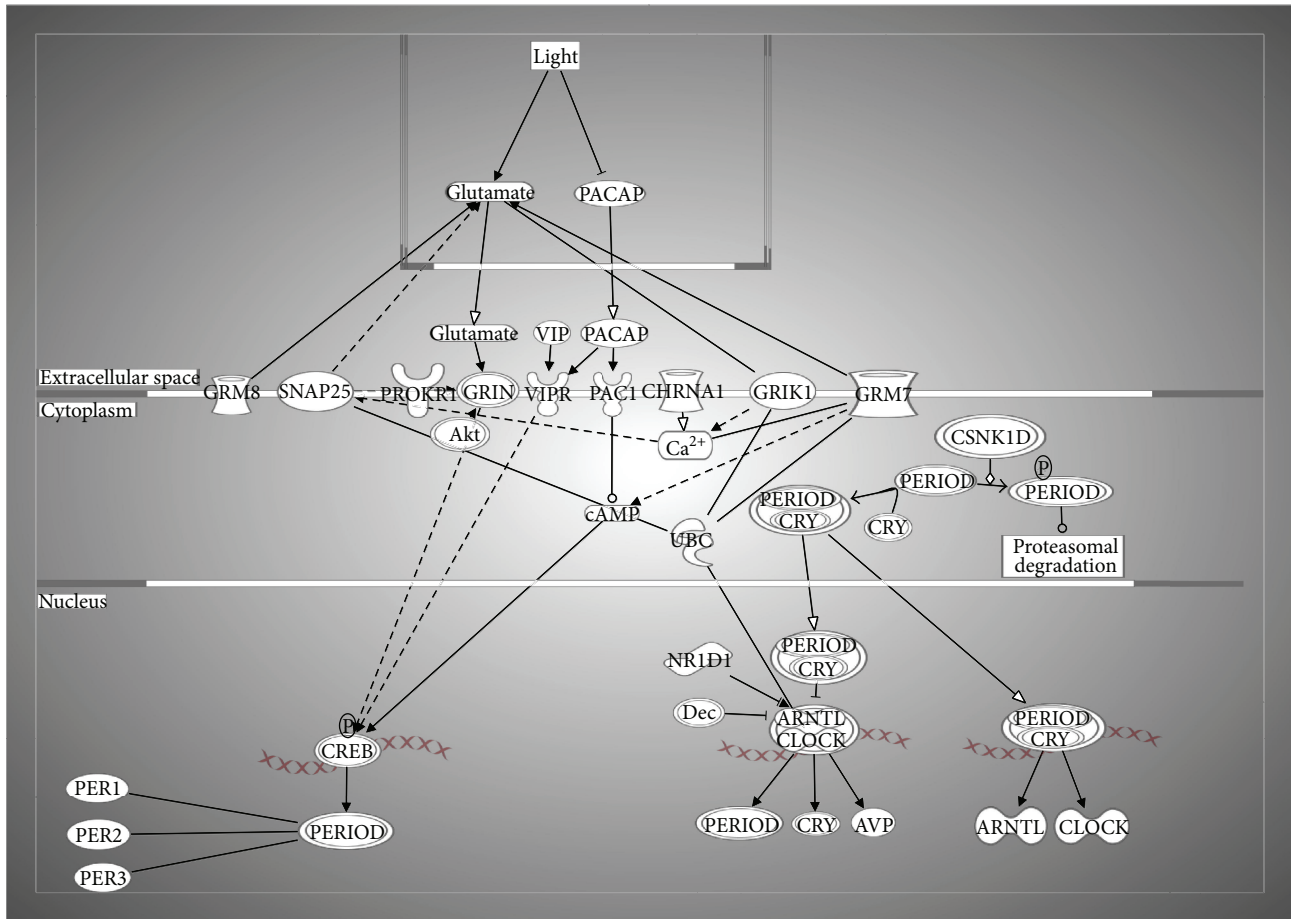 Light
Glutamate
PACAP
Glutamate
VIP
PACAP
Extracellular space
GRM8
SNAP25
PROKR1
GRIN
VIPR
PAC1
CHRNA1
GRIK1
GRM7
Cytoplasm
Akt
Ca2+
CSNK1D
P
PERIOD
PERIOD
PERIOD
CRY
CRY
cAMP
UBC
Proteasomal
degradation
Nucleus
PERIOD
CRY
NR1D1
Dec
ARNTL
CLOCK
PERIOD
CRY
P
CREB
PER1
PER2
PER3
PERIOD
PERIOD
CRY
AVP
ARNTL
CLOCK